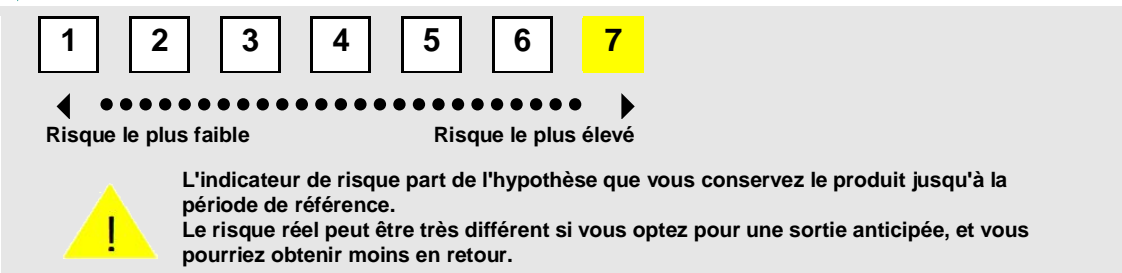 1 2 3 4 5 6 7
Risque le plus faible Risque le plus élevé
L'indicateur de risque part de l'hypothèse que vous conservez le produit jusqu'à la
période de référence.
! Le risque réel peut être très différent si vous optez pour une sortie anticipée, et vous
pourriez obtenir moins en retour.